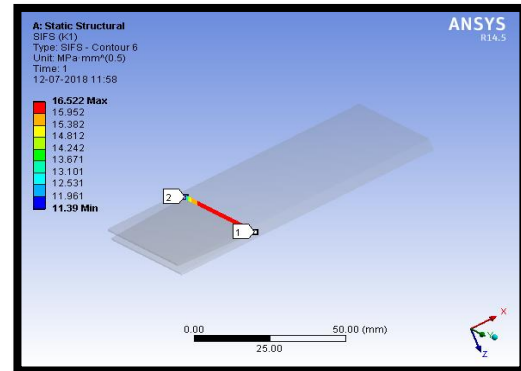 A: Static Structural
SIFS (K1)
Type: SIFS - Contour 6
Unit: MPa·mm^(0.5)
Time: 1
12-07-2018 11:58
16.522 Max
15.952
15.382
14.812
14.242
13.671
13.101
12.531
11.961
11.39 Min
ANSYS
R14.5
2
1
0.00
50.00 (mm)
25.00
X
Y
Z